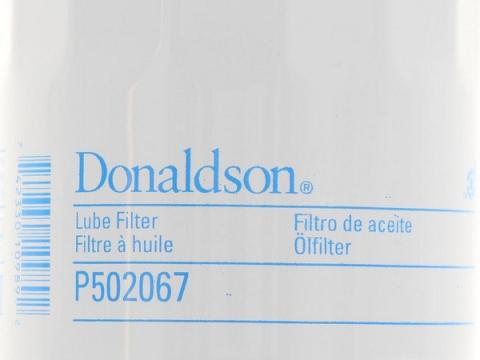 Donaldson®
Lube Filter
Filtre à huile
Filtro de aceite
Ölfilter
P502067